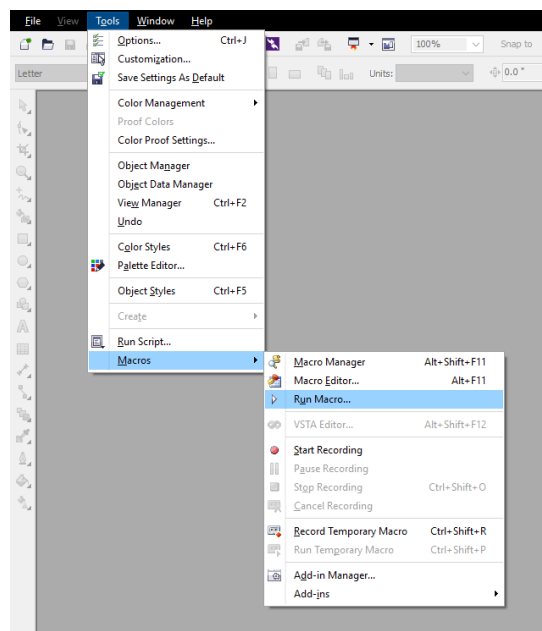 File View Tools Window Help
100% Snap to
Letter Units: 0.0 °
Options... Ctrl+J
Customization...
Save Settings As Default
Color Management
Proof Colors
Color Proof Settings...
Object Manager
Object Data Manager
View Manager Ctrl+F2
Undo
Color Styles Ctrl+F6
Palette Editor...
Object Styles Ctrl+F5
Create
Run Script...
Macros
Macro Manager Alt+Shift+F11
Macro Editor... Alt+F11
Run Macro...
VSTA Editor... Alt+Shift+F12
Start Recording
Pause Recording
Stop Recording Ctrl+Shift+O
Cancel Recording
Record Temporary Macro Ctrl+Shift+R
Run Temporary Macro Ctrl+Shift+P
Add-in Manager...
Add-ins